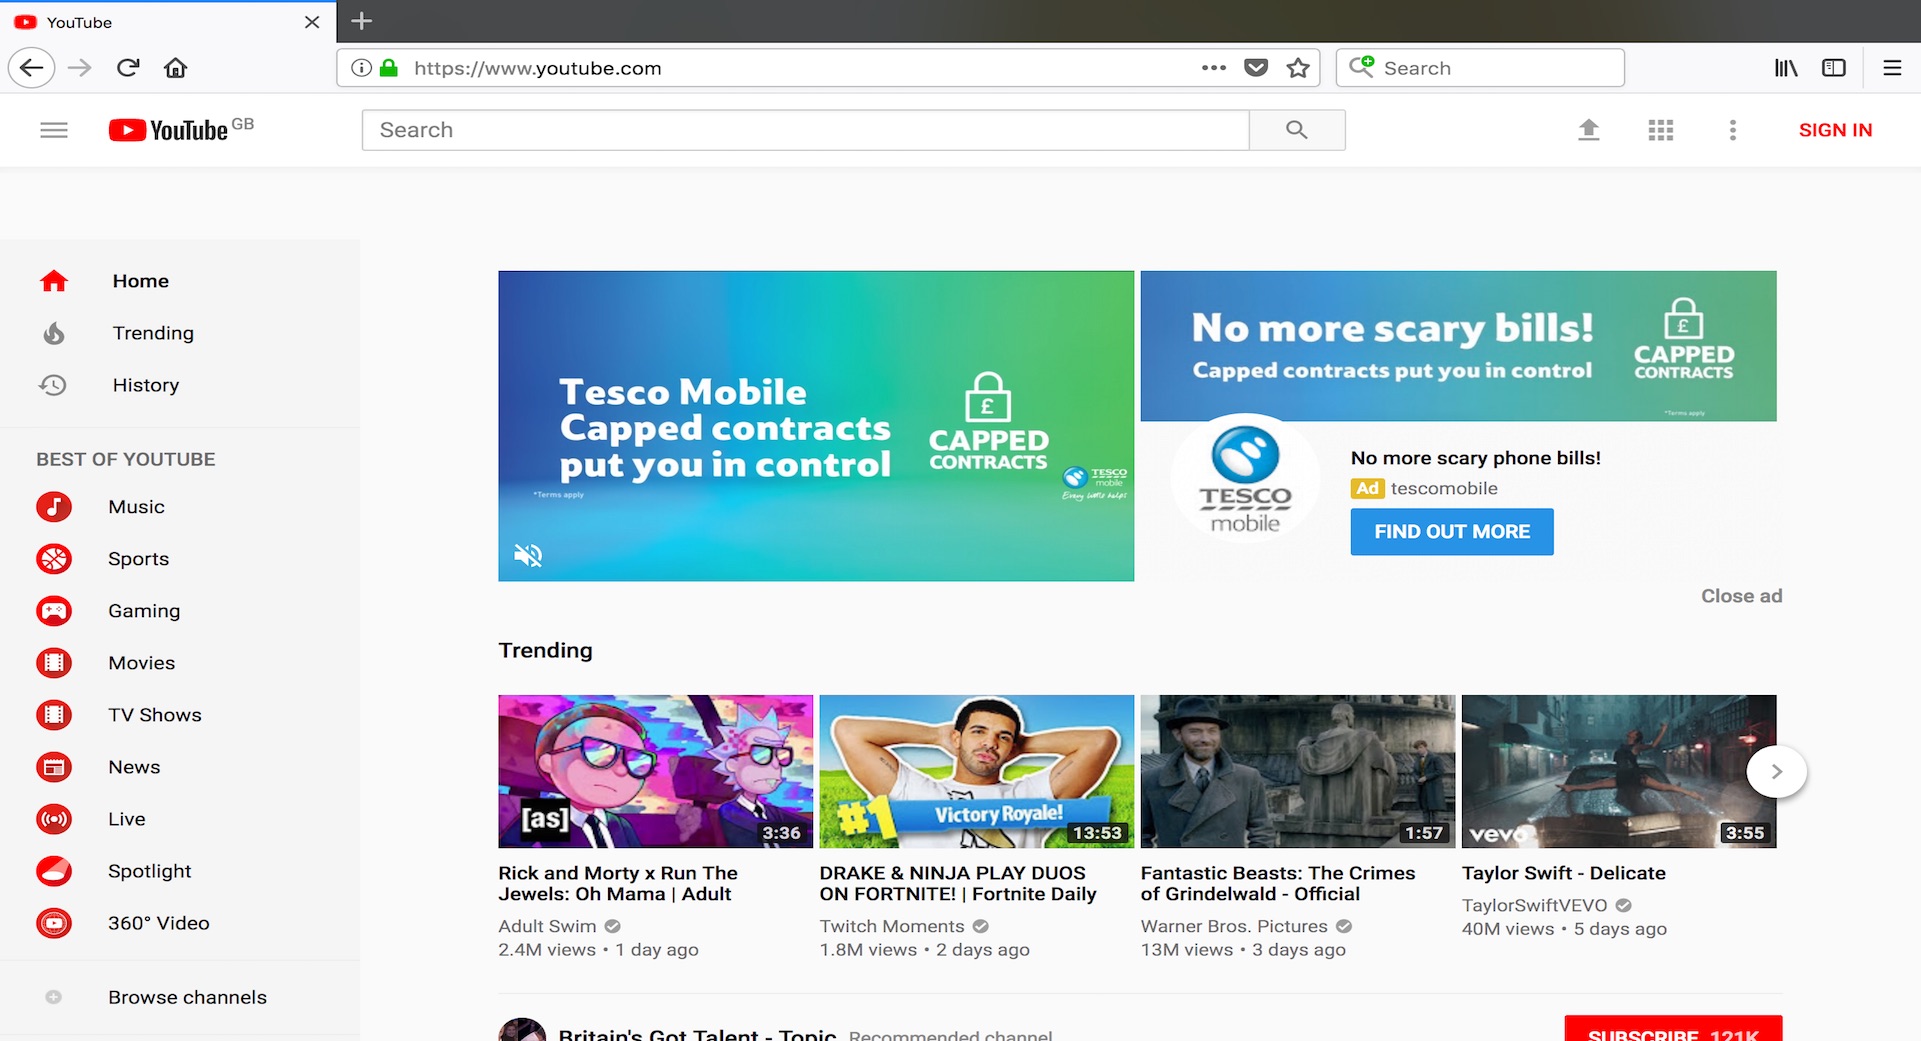 YouTube
https://www.youtube.com
Search
YouTube GB
Search
SIGN IN
Home
Trending
History
BEST OF YOUTUBE
Music
Sports
Gaming
Movies
TV Shows
News
Live
Spotlight
360° Video
Browse channels
Tesco Mobile
Capped contracts
put you in control
*Terms apply
£
CAPPED
CONTRACTS
TESCO
mobile
Every little helps
No more scary bills!
Capped contracts put you in control
£
CAPPED
CONTRACTS
*Terms apply
TESCO
mobile
No more scary phone bills!
Ad tescomobile
FIND OUT MORE
Close ad
Trending
[as]
3:36
Rick and Morty x Run The
Jewels: Oh Mama | Adult
Adult Swim
2.4M views • 1 day ago
#1 Victory Royale!
13:53
DRAKE & NINJA PLAY DUOS
ON FORTNITE! | Fortnite Daily
Twitch Moments
1.8M views • 2 days ago
1:57
Fantastic Beasts: The Crimes
of Grindelwald - Official
Warner Bros. Pictures
13M views • 3 days ago
vevo
3:55
Taylor Swift - Delicate
TaylorSwiftVEVO
40M views • 5 days ago
Britain's Got Talent - Topic Recommended channel
SUBSCRIBE 121K